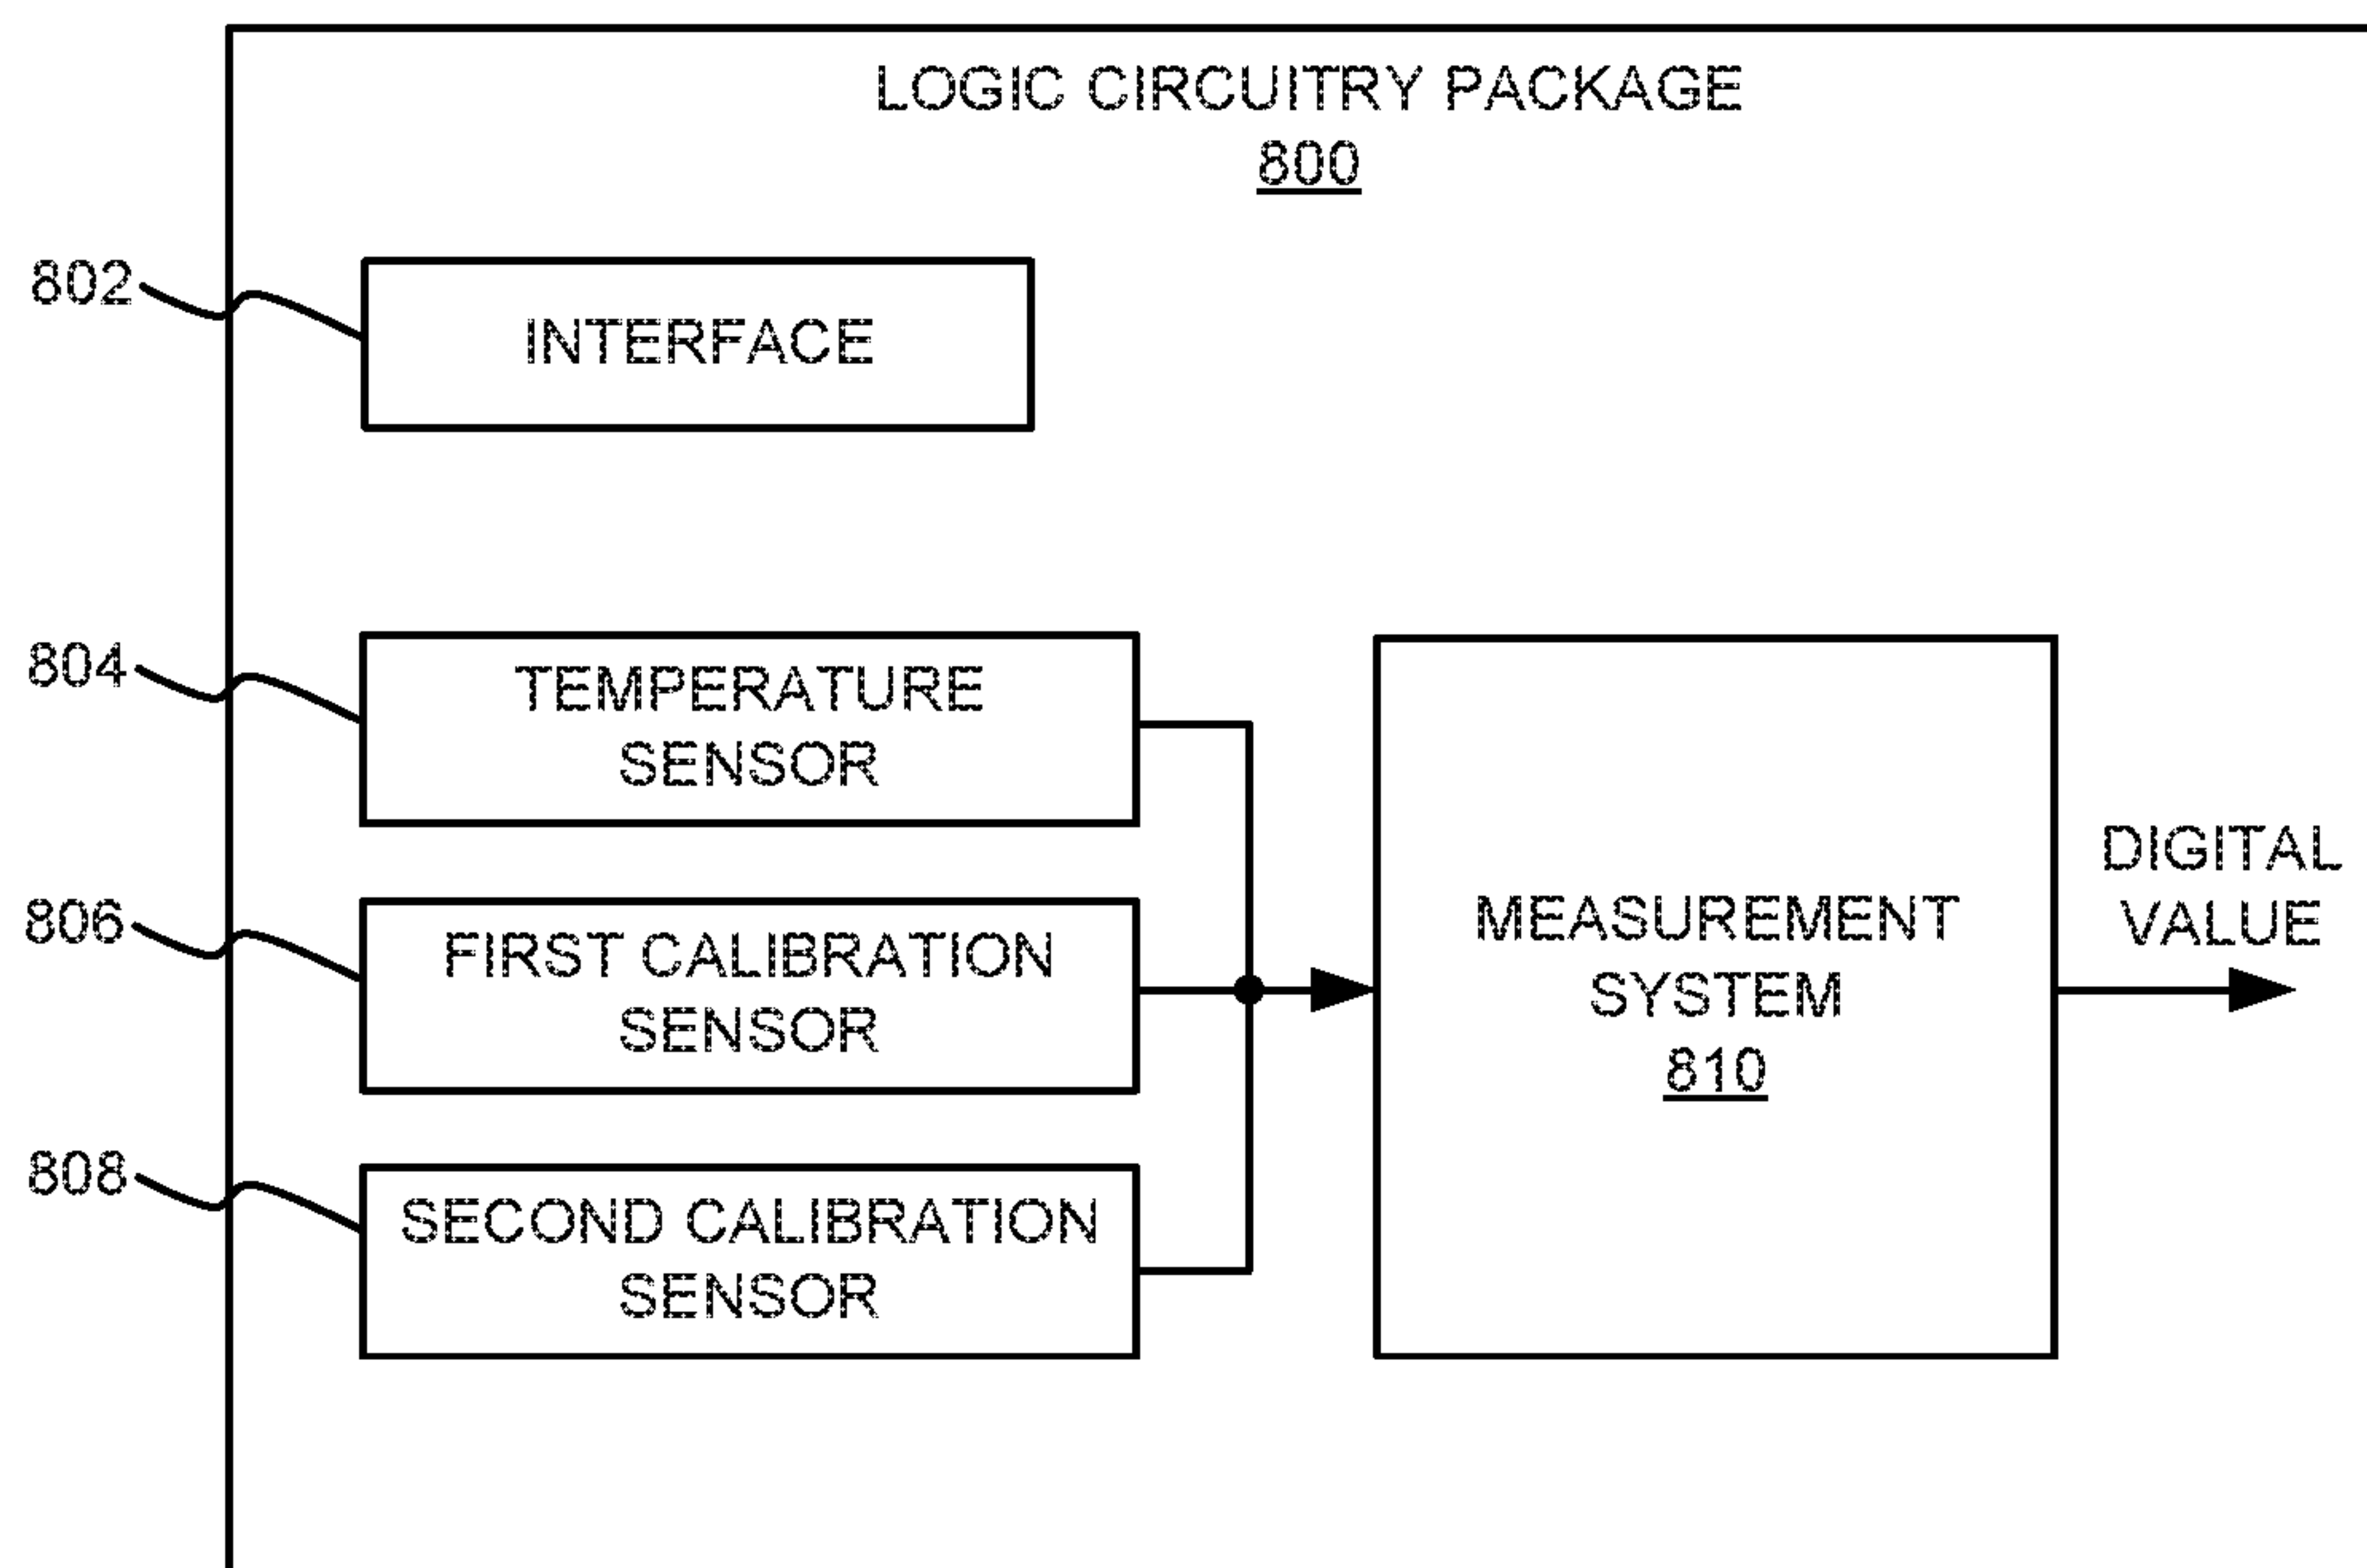 LOGIC CIRCUITRY PACKAGE
800
802
INTERFACE
804
TEMPERATURE
SENSOR
806
FIRST CALIBRATION
SENSOR
808
SECOND CALIBRATION
SENSOR
MEASUREMENT
SYSTEM
810
DIGITAL
VALUE